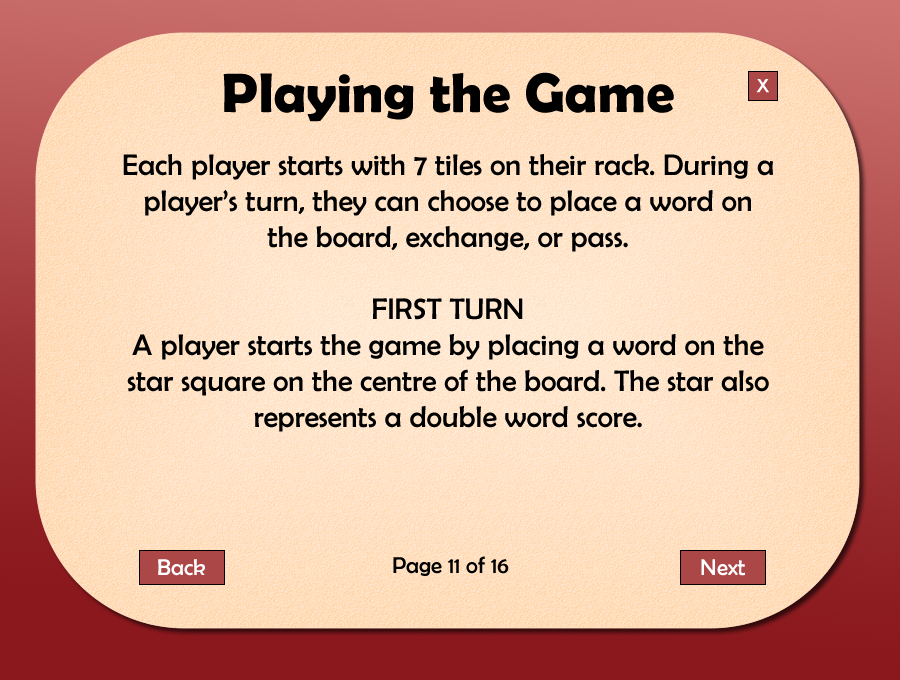 Playing the Game
X
Each player starts with 7 tiles on their rack. During a
player's turn, they can choose to place a word on
the board, exchange, or pass.
FIRST TURN
A player starts the game by placing a word on the
star square on the centre of the board. The star also
represents a double word score.
Back
Page 11 of 16
Next